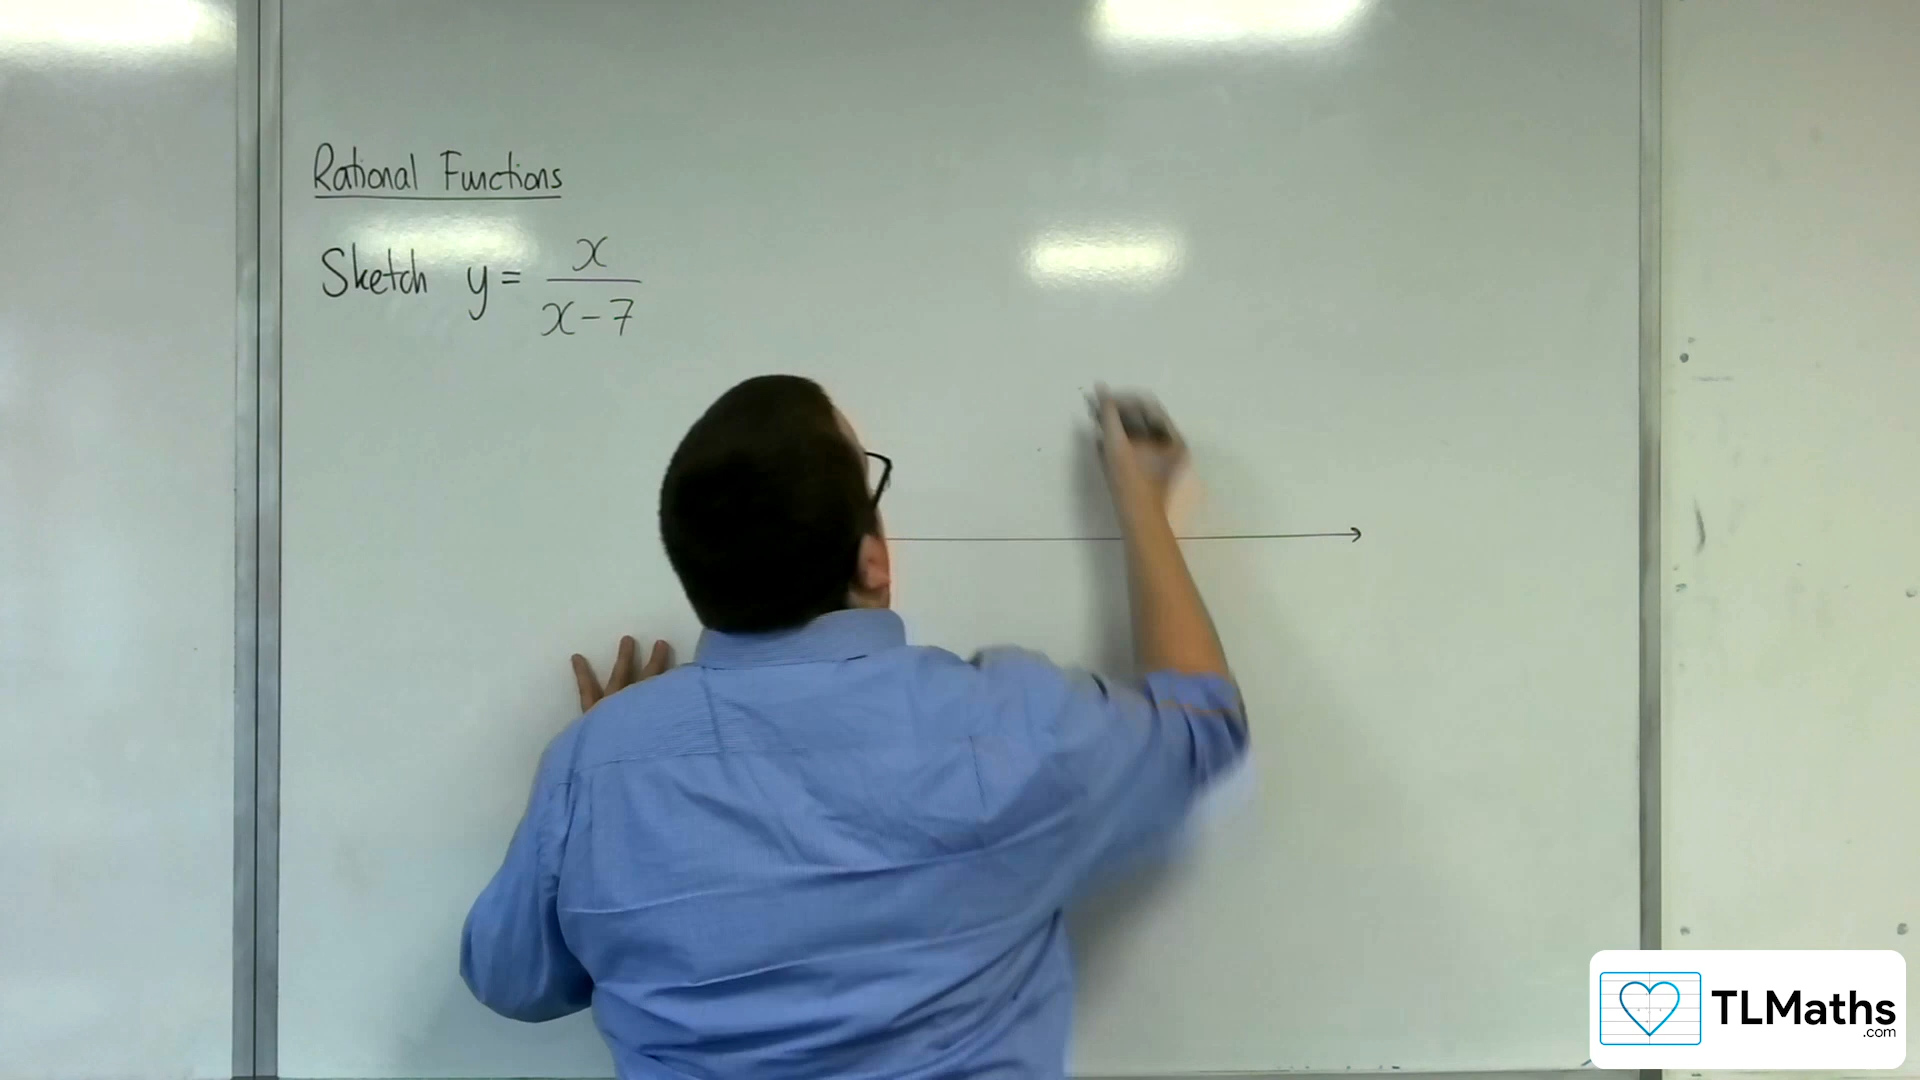 Rational Functions
Sketch y = x / x - 7
TLMaths
.com